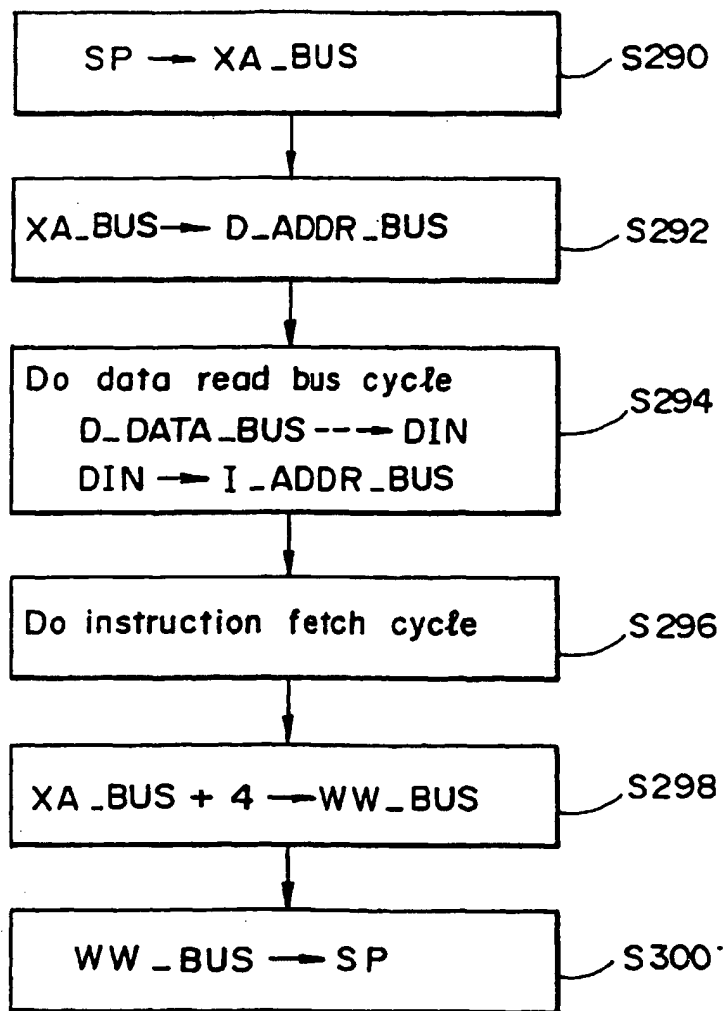 SP → XA_BUS
S290
XA_BUS → D_ADDR_BUS
S292
Do data read bus cycle
D_DATA_BUS ---→ DIN
DIN → I_ADDR_BUS
S294
Do instruction fetch cycle
S296
XA_BUS + 4 → WW_BUS
S298
WW_BUS → SP
S300